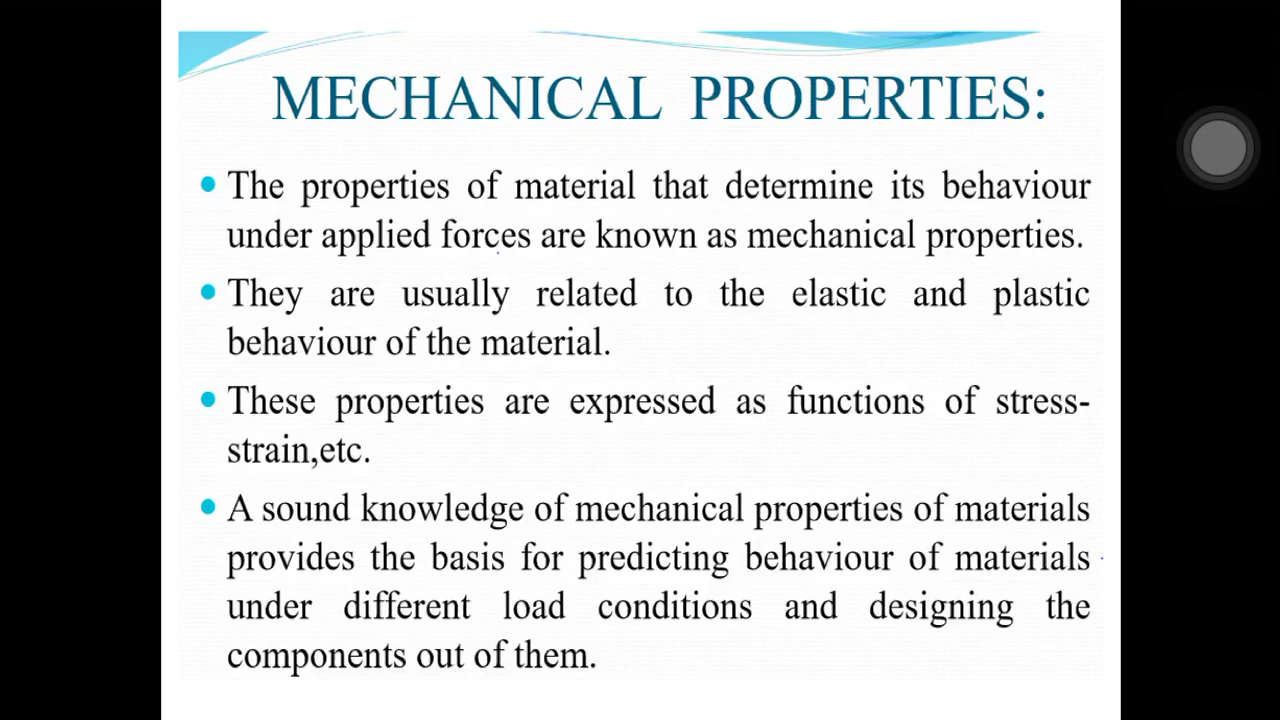 MECHANICAL PROPERTIES:
The properties of material that determine its behaviour
under applied forces are known as mechanical properties.
They are usually related to the elastic and plastic
behaviour of the material.
These properties are expressed as functions of stress-
strain,etc.
A sound knowledge of mechanical properties of materials
provides the basis for predicting behaviour of materials
under different load conditions and designing the
components out of them.